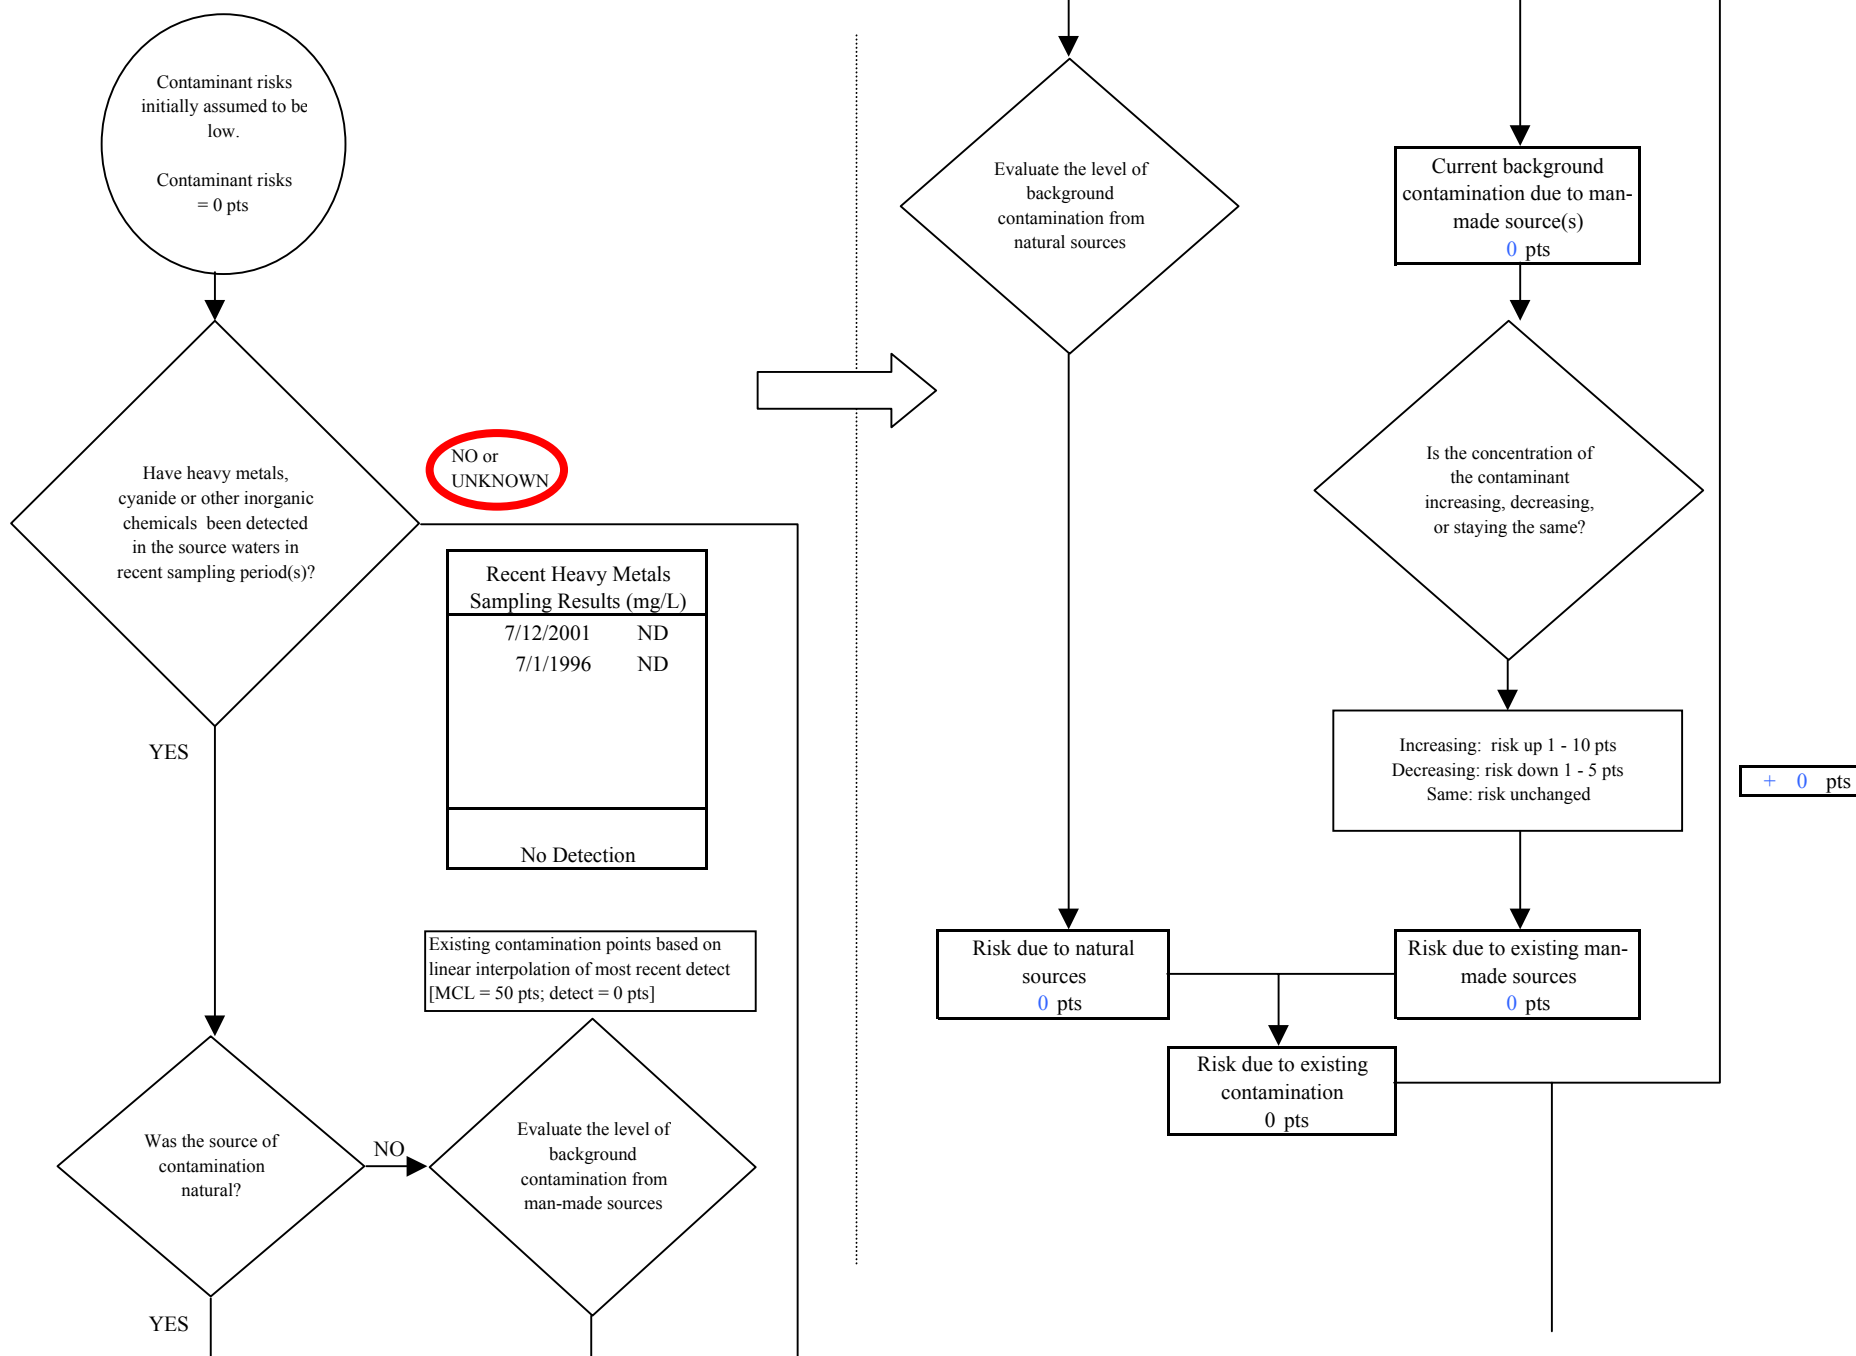 Contaminant risks
initially assumed to be
low.
Contaminant risks
= 0 pts
Have heavy metals,
cyanide or other inorganic
chemicals been detected
in the source waters in
recent sampling period(s)?
NO or
UNKNOWN
YES
Recent Heavy Metals
Sampling Results (mg/L)
7/12/2001 ND
7/1/1996 ND
No Detection
Existing contamination points based on
linear interpolation of most recent detect
[MCL = 50 pts; detect = 0 pts]
Was the source of
contamination
natural?
NO
Evaluate the level of
background
contamination from
man-made sources
YES
Evaluate the level of
background
contamination from
natural sources
Current background
contamination due to man-
made source(s)
0 pts
Is the concentration of
the contaminant
increasing, decreasing,
or staying the same?
Increasing: risk up 1 - 10 pts
Decreasing: risk down 1 - 5 pts
Same: risk unchanged
+ 0 pts
Risk due to natural
sources
0 pts
Risk due to existing man-
made sources
0 pts
Risk due to existing
contamination
0 pts